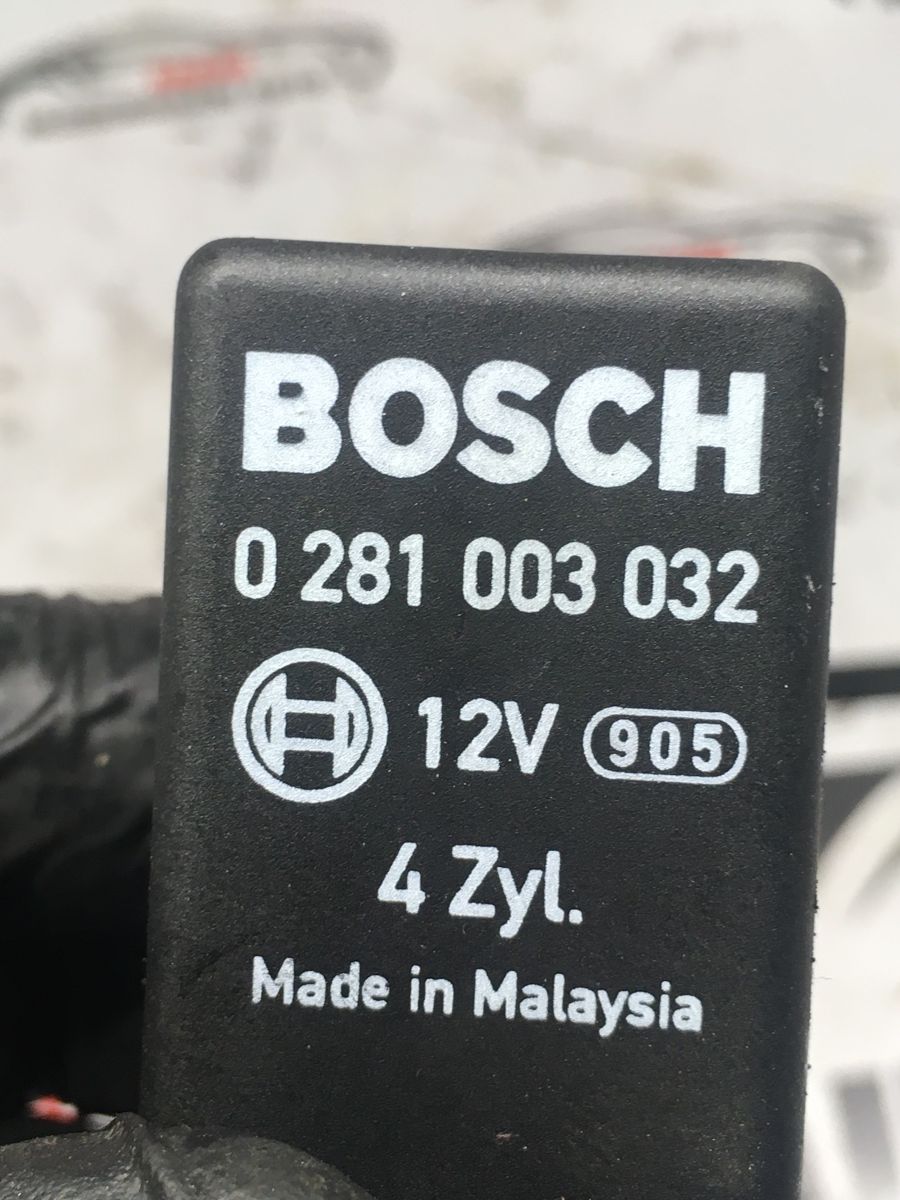 BOSCH
0 281 003 032
12V 905
4 Zyl.
Made in Malaysia